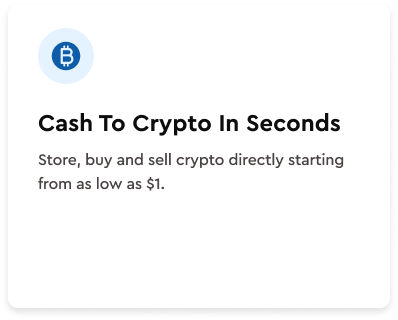 Cash To Crypto In Seconds
Store, buy and sell crypto directly starting
from as low as $1.